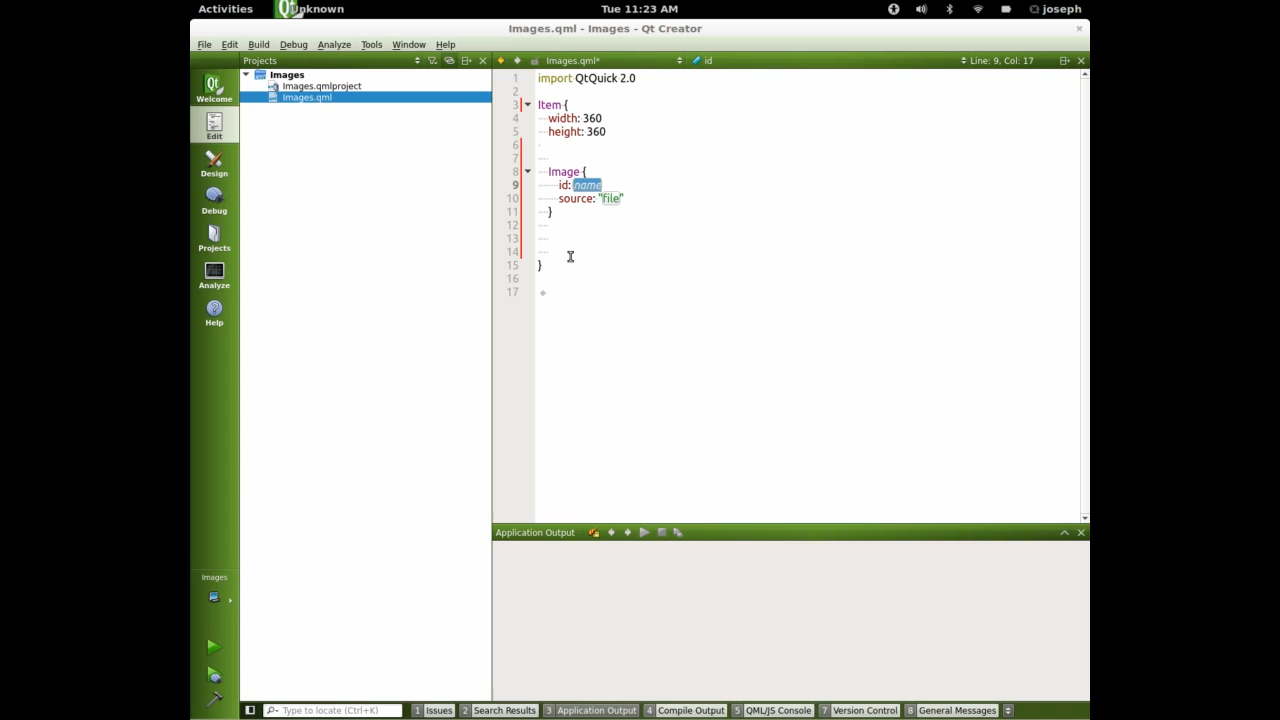 Activities
Unknown
Tue 11:23 AM
joseph
Images.qml - Images - Qt Creator
File Edit Build Debug Analyze Tools Window Help
Projects
Images.qml*
id
Line: 9, Col: 17
Welcome
Edit
Design
Debug
Projects
Analyze
Help
Images
Images
Images.qmlproject
Images.qml
1 import QtQuick 2.0
2
3 Item {
4 width: 360
5 height: 360
6
7
8 Image {
9 id: name
10 source: "file"
11 }
12
13
14
15 }
16
17
Application Output
Type to locate (Ctrl+K)
1 Issues 2 Search Results 3 Application Output 4 Compile Output 5 QML/JS Console 7 Version Control 8 General Messages